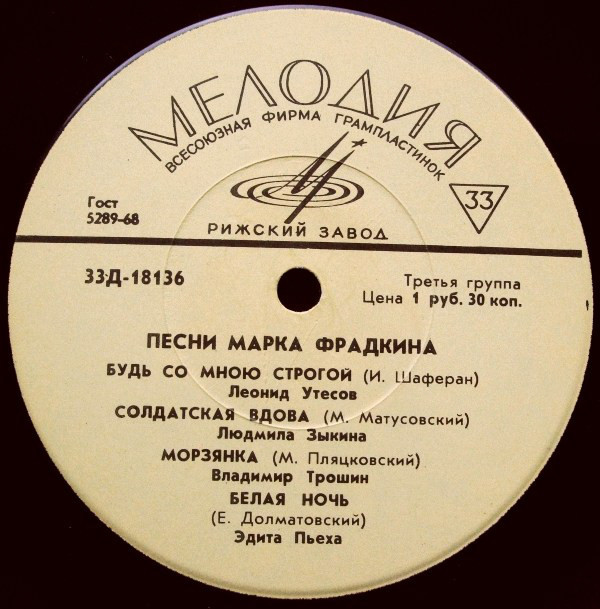 МЕЛОДИЯ
ВСЕСОЮЗНАЯ ФИРМА ГРАМПЛАСТИНОК
33
Гост
5289-68
РИЖСКИЙ ЗАВОД
33Д-18136
Третья группа
Цена 1 руб. 30 коп.
ПЕСНИ МАРКА ФРАДКИНА
БУДЬ СО МНОЮ СТРОГОЙ (И. Шаферан)
Леонид Утесов
СОЛДАТСКАЯ ВДОВА (М. Матусовский)
Людмила Зыкина
МОРЗЯНКА (М. Пляцковский)
Владимир Трошин
БЕЛАЯ НОЧЬ
(Е. Долматовский)
Эдита Пьеха